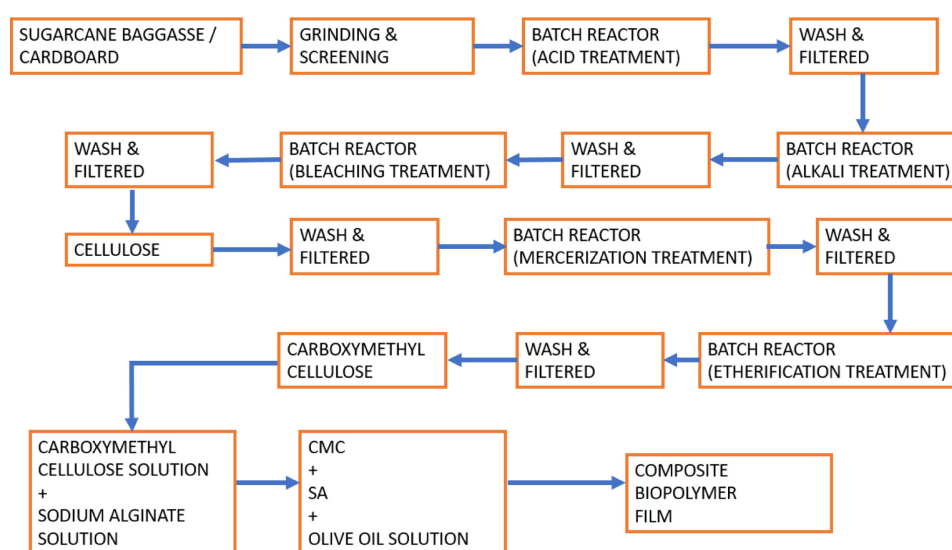 SUGARCANE BAGGASSE /
CARDBOARD
GRINDING &
SCREENING
BATCH REACTOR
(ACID TREATMENT)
WASH &
FILTERED
BATCH REACTOR
(ALKALI TREATMENT)
WASH &
FILTERED
BATCH REACTOR
(BLEACHING TREATMENT)
WASH &
FILTERED
CELLULOSE
WASH &
FILTERED
BATCH REACTOR
(MERCERIZATION TREATMENT)
WASH &
FILTERED
BATCH REACTOR
(ETHERIFICATION TREATMENT)
WASH &
FILTERED
CARBOXYMETHYL
CELLULOSE
CARBOXYMETHYL
CELLULOSE SOLUTION
+
SODIUM ALGINATE
SOLUTION
CMC
+
SA
+
OLIVE OIL SOLUTION
COMPOSITE
BIOPOLYMER
FILM